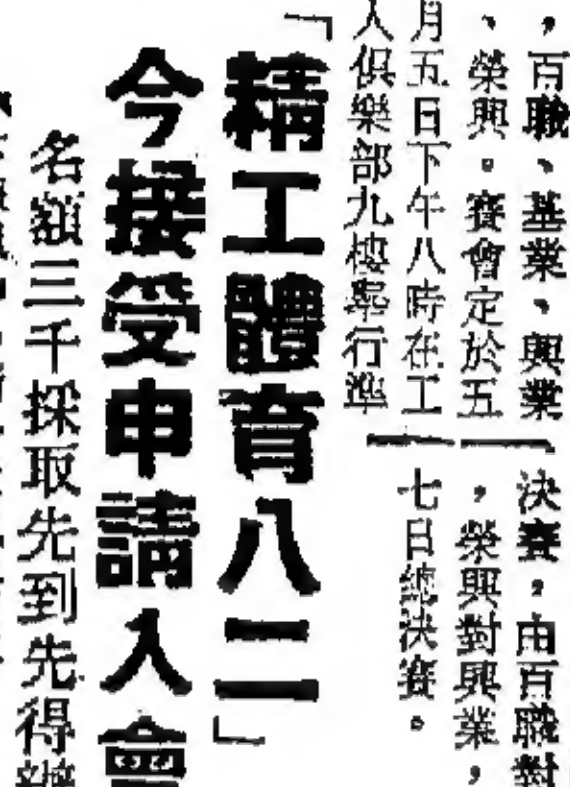 ，百職、基業、興業
、榮興。賽會定於五
月五日下午八時在工
人俱樂部九樓舉行準
決賽，由百職對
，榮興對興業，
七日總決賽。
「精工體育八二」
今接受申請入會
名額三千採取先到先得辦